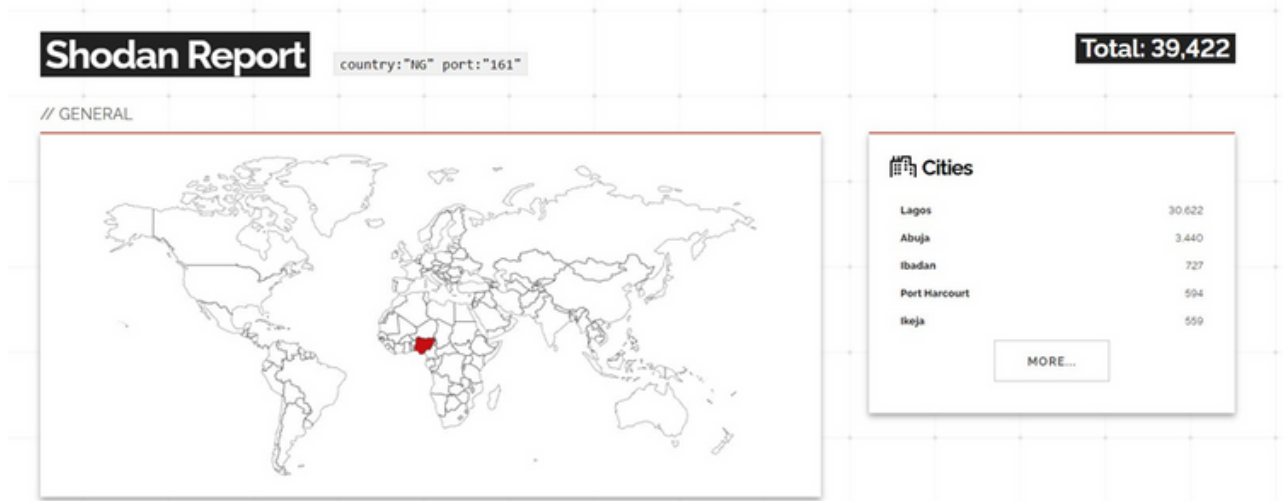 Shodan Report
country:"NG" port:"161"
Total: 39,422
// GENERAL
Cities
Lagos 30,622
Abuja 3,440
Ibadan 727
Port Harcourt 594
Ikeja 559
MORE...